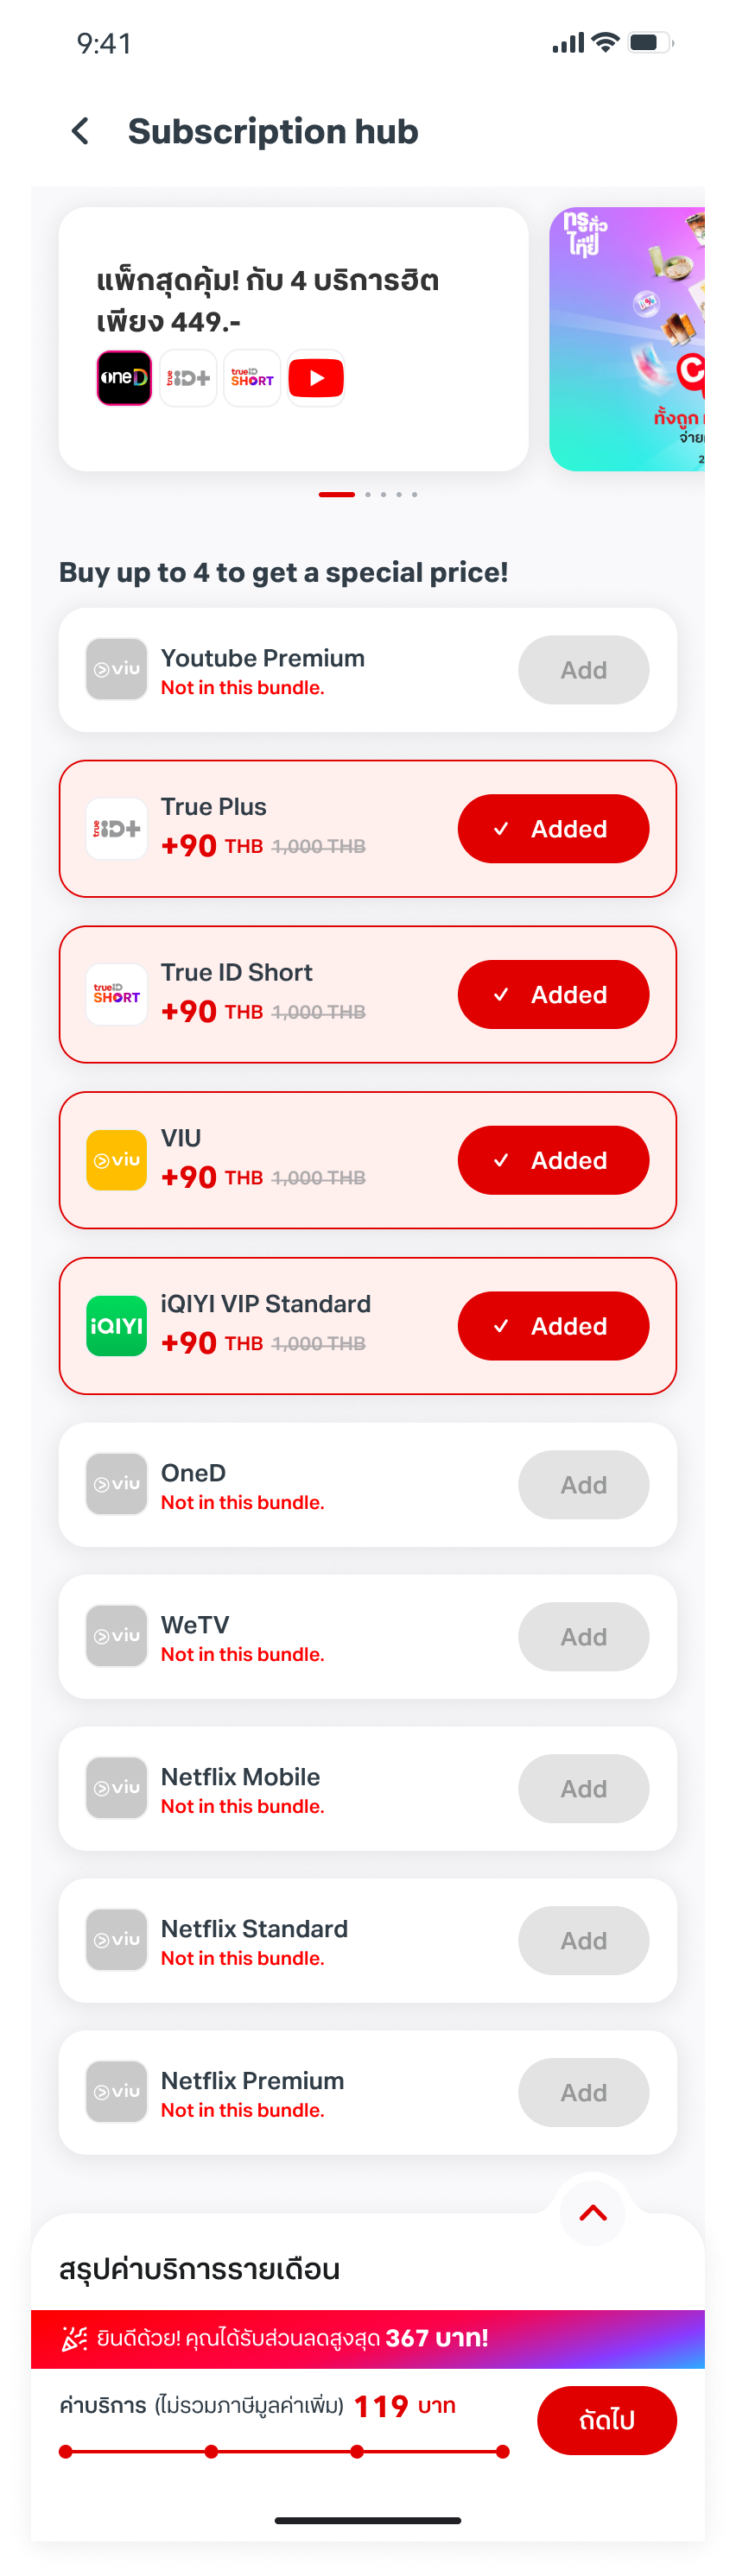 9:41
Subscription hub
แพ็กสุดคุ้ม! กับ 4 บริการฮิต
เพียง 449.-
oneD
true iD+
trueiD SHORT
ทรูทั่วไทย
ทั้งถูก
จ่าย
2
Buy up to 4 to get a special price!
viu
Youtube Premium
Not in this bundle.
Add
true iD+
True Plus
+90 THB 1,000 THB
Added
trueiD SHORT
True ID Short
+90 THB 1,000 THB
Added
viu
VIU
+90 THB 1,000 THB
Added
iQIYI
iQIYI VIP Standard
+90 THB 1,000 THB
Added
viu
OneD
Not in this bundle.
Add
viu
WeTV
Not in this bundle.
Add
viu
Netflix Mobile
Not in this bundle.
Add
viu
Netflix Standard
Not in this bundle.
Add
viu
Netflix Premium
Not in this bundle.
Add
สรุปค่าบริการรายเดือน
ยินดีด้วย! คุณได้รับส่วนลดสูงสุด 367 บาท!
ค่าบริการ (ไม่รวมภาษีมูลค่าเพิ่ม) 119 บาท
ถัดไป